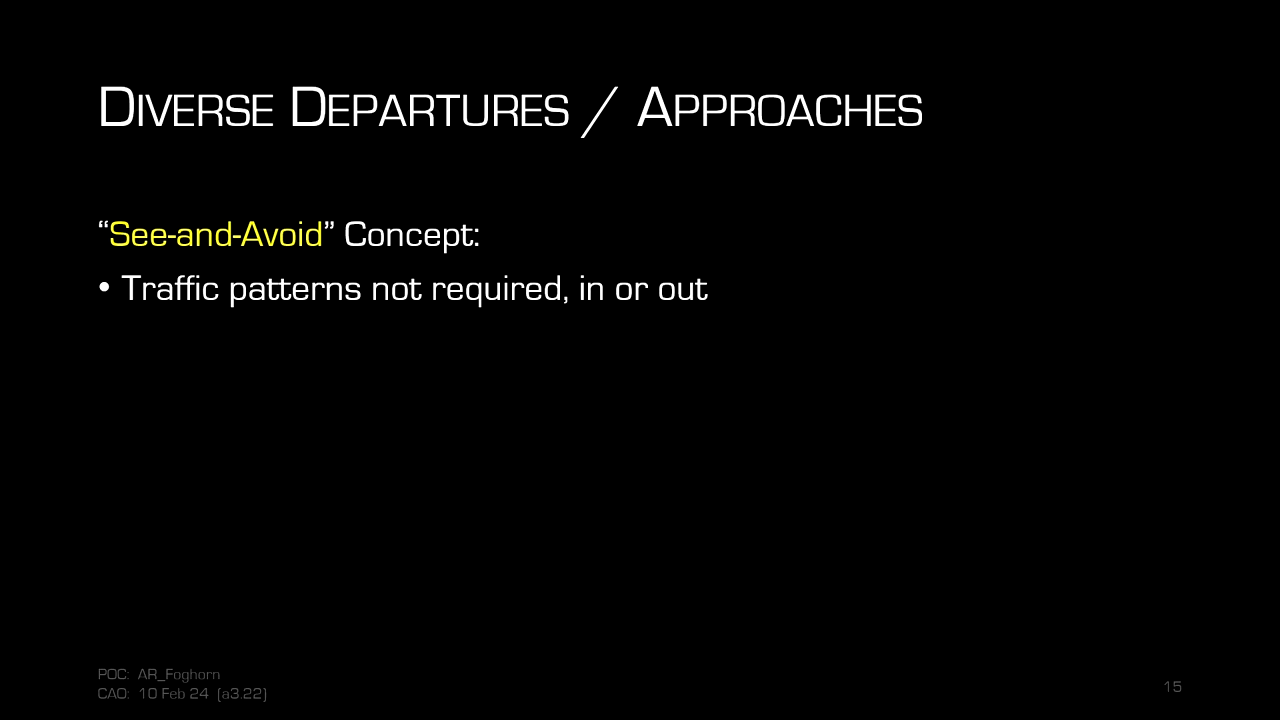 Diverse Departures / Approaches
“See-and-Avoid” Concept:
• Traffic patterns not required, in or out
POC: AR_Foghorn
CAO: 10 Feb 24 (a3.22)
15